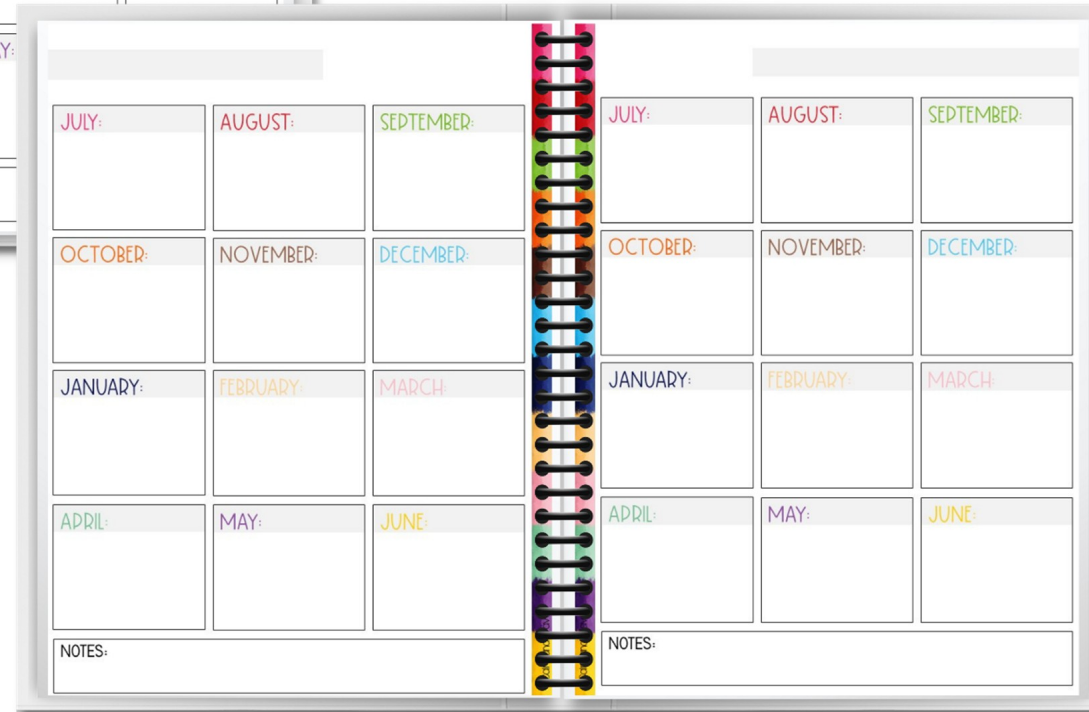 Y:
JULY: AUGUST: SEPTEMBER:
OCTOBER: NOVEMBER: DECEMBER:
JANUARY: FEBRUARY: MARCH:
APRIL: MAY: JUNE:
NOTES:
JULY: AUGUST: SEPTEMBER:
OCTOBER: NOVEMBER: DECEMBER:
JANUARY: FEBRUARY: MARCH:
APRIL: MAY: JUNE:
NOTES: